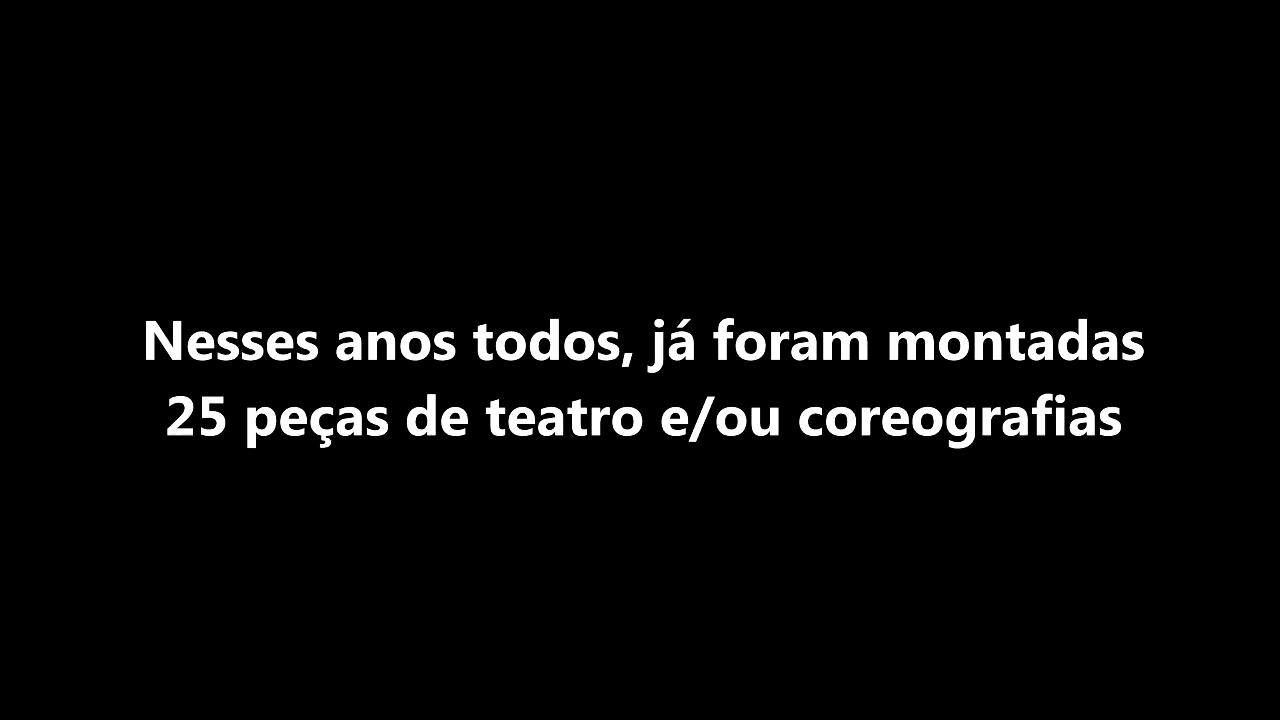 Nesses anos todos, já foram montadas
25 peças de teatro e/ou coreografias